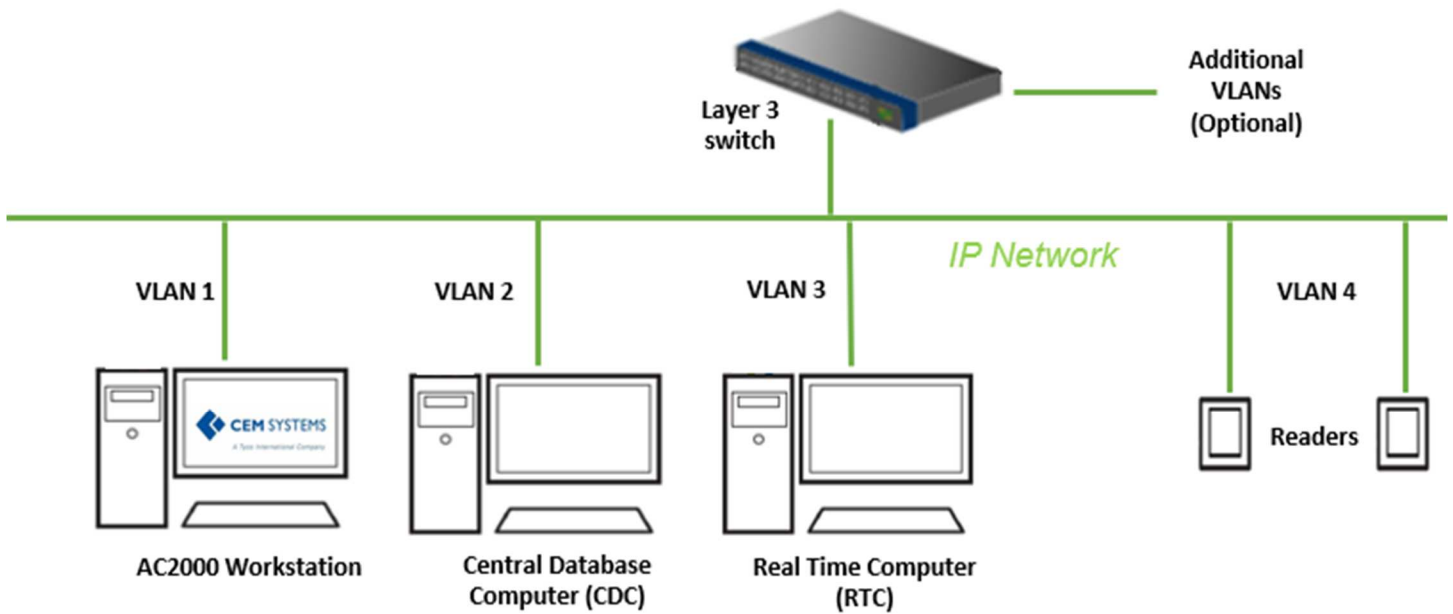 Additional
VLANs
(Optional)
Layer 3
switch
IP Network
VLAN 1
VLAN 2
VLAN 3
VLAN 4
CEM SYSTEMS
A Tyco International Company
Readers
AC2000 Workstation
Central Database
Computer (CDC)
Real Time Computer
(RTC)